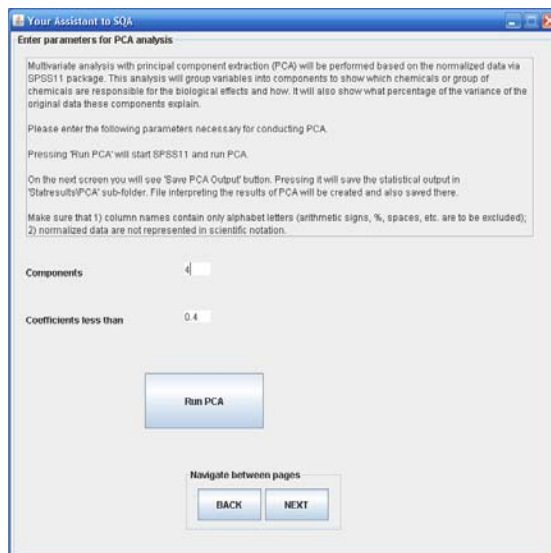 Your Assistant to SQA
Enter parameters for PCA analysis
Multivariate analysis with principal component extraction (PCA) will be performed based on the normalized data via
SPSS11 package. This analysis will group variables into components to show which chemicals or group of
chemicals are responsible for the biological effects and how. It will also show what percentage of the variance of the
original data these components explain.
Please enter the following parameters necessary for conducting PCA.
Pressing 'Run PCA' will start SPSS11 and run PCA.
On the next screen you will see 'Save PCA Output' button. Pressing it will save the statistical output in
'Statresults\PCA' sub-folder. File interpreting the results of PCA will be created and also saved there.
Make sure that 1) column names contain only alphabet letters (arithmetic signs, %, spaces, etc. are to be excluded);
2) normalized data are not represented in scientific notation.
Components 4
Coefficients less than 0.4
Run PCA
Navigate between pages
BACK NEXT